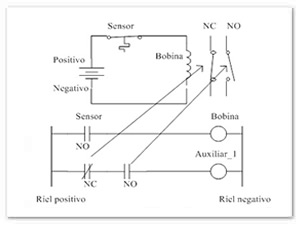 Sensor
NC NO
Bobina
Positivo
Negativo
Sensor
Bobina
NO
Auxiliar_1
NC
NO
Riel positivo
Riel negativo